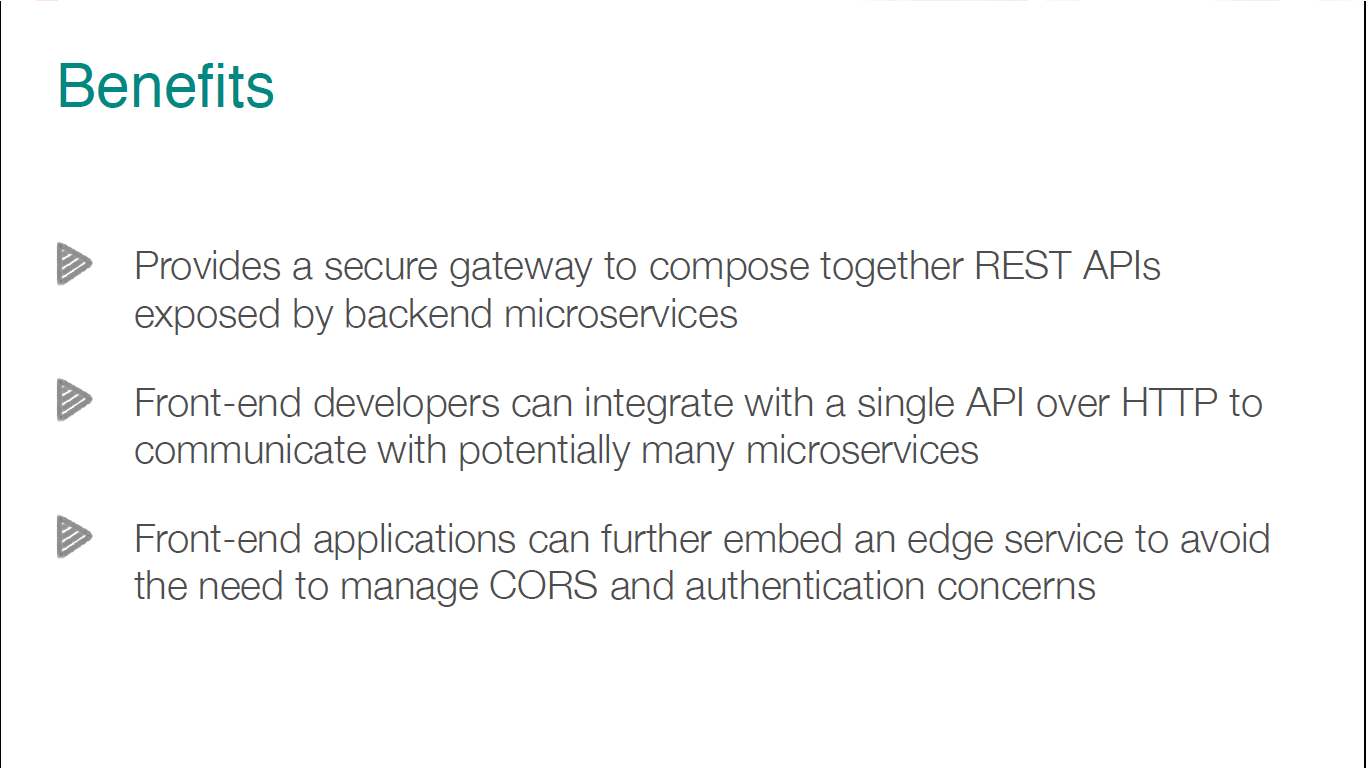 Benefits
Provides a secure gateway to compose together REST APIs
exposed by backend microservices
Front-end developers can integrate with a single API over HTTP to
communicate with potentially many microservices
Front-end applications can further embed an edge service to avoid
the need to manage CORS and authentication concerns